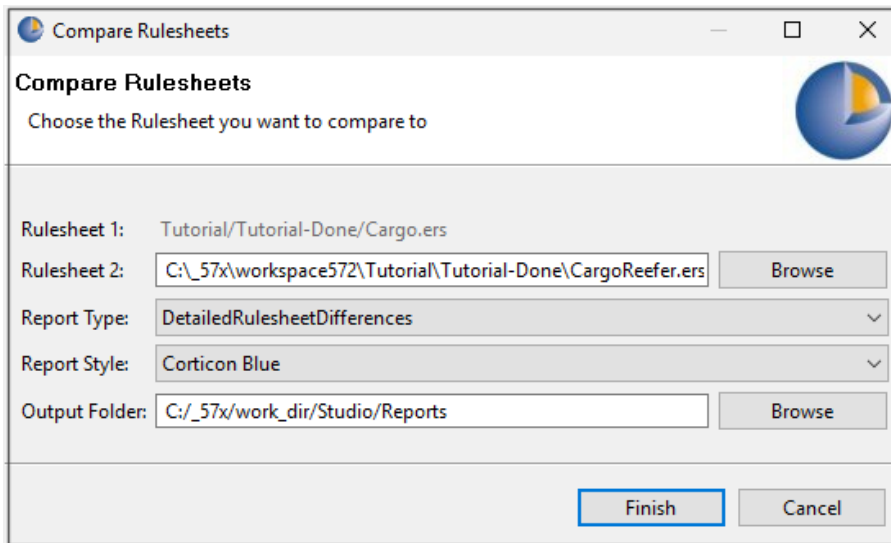 Compare Rulesheets
Compare Rulesheets
Choose the Rulesheet you want to compare to
Rulesheet 1: Tutorial/Tutorial-Done/Cargo.ers
Rulesheet 2: C:\_57x\workspace572\Tutorial\Tutorial-Done\CargoReefer.ers Browse
Report Type: DetailedRulesheetDifferences
Report Style: Corticon Blue
Output Folder: C:/_57x/work_dir/Studio/Reports Browse
Finish Cancel